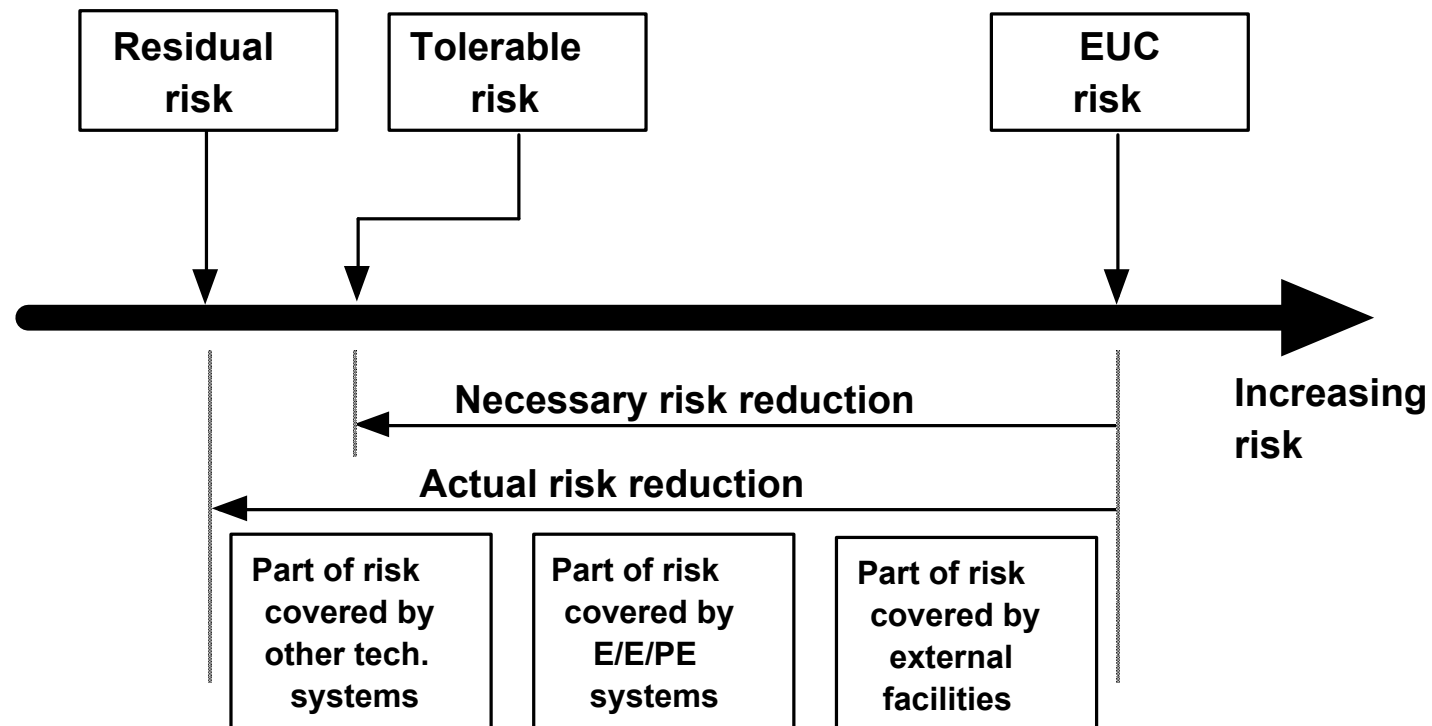 Residual
risk
Tolerable
risk
EUC
risk
Necessary risk reduction
Increasing
risk
Actual risk reduction
Part of risk
covered by
other tech.
systems
Part of risk
covered by
E/E/PE
systems
Part of risk
covered by
external
facilities